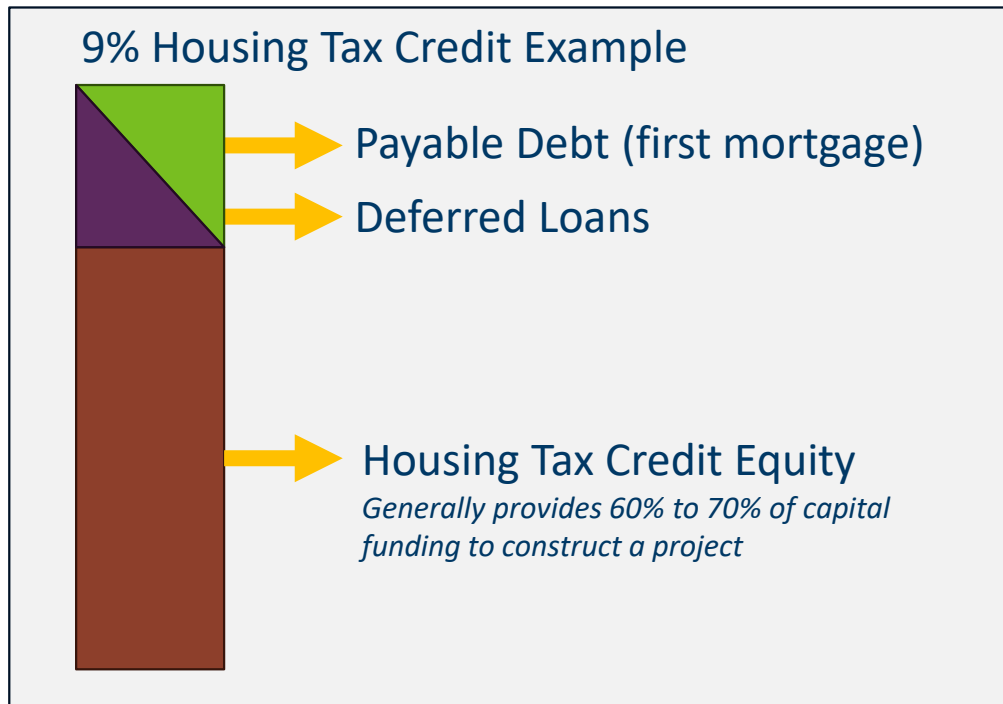 9% Housing Tax Credit Example
Payable Debt (first mortgage)
Deferred Loans
Housing Tax Credit Equity
Generally provides 60% to 70% of capital
funding to construct a project